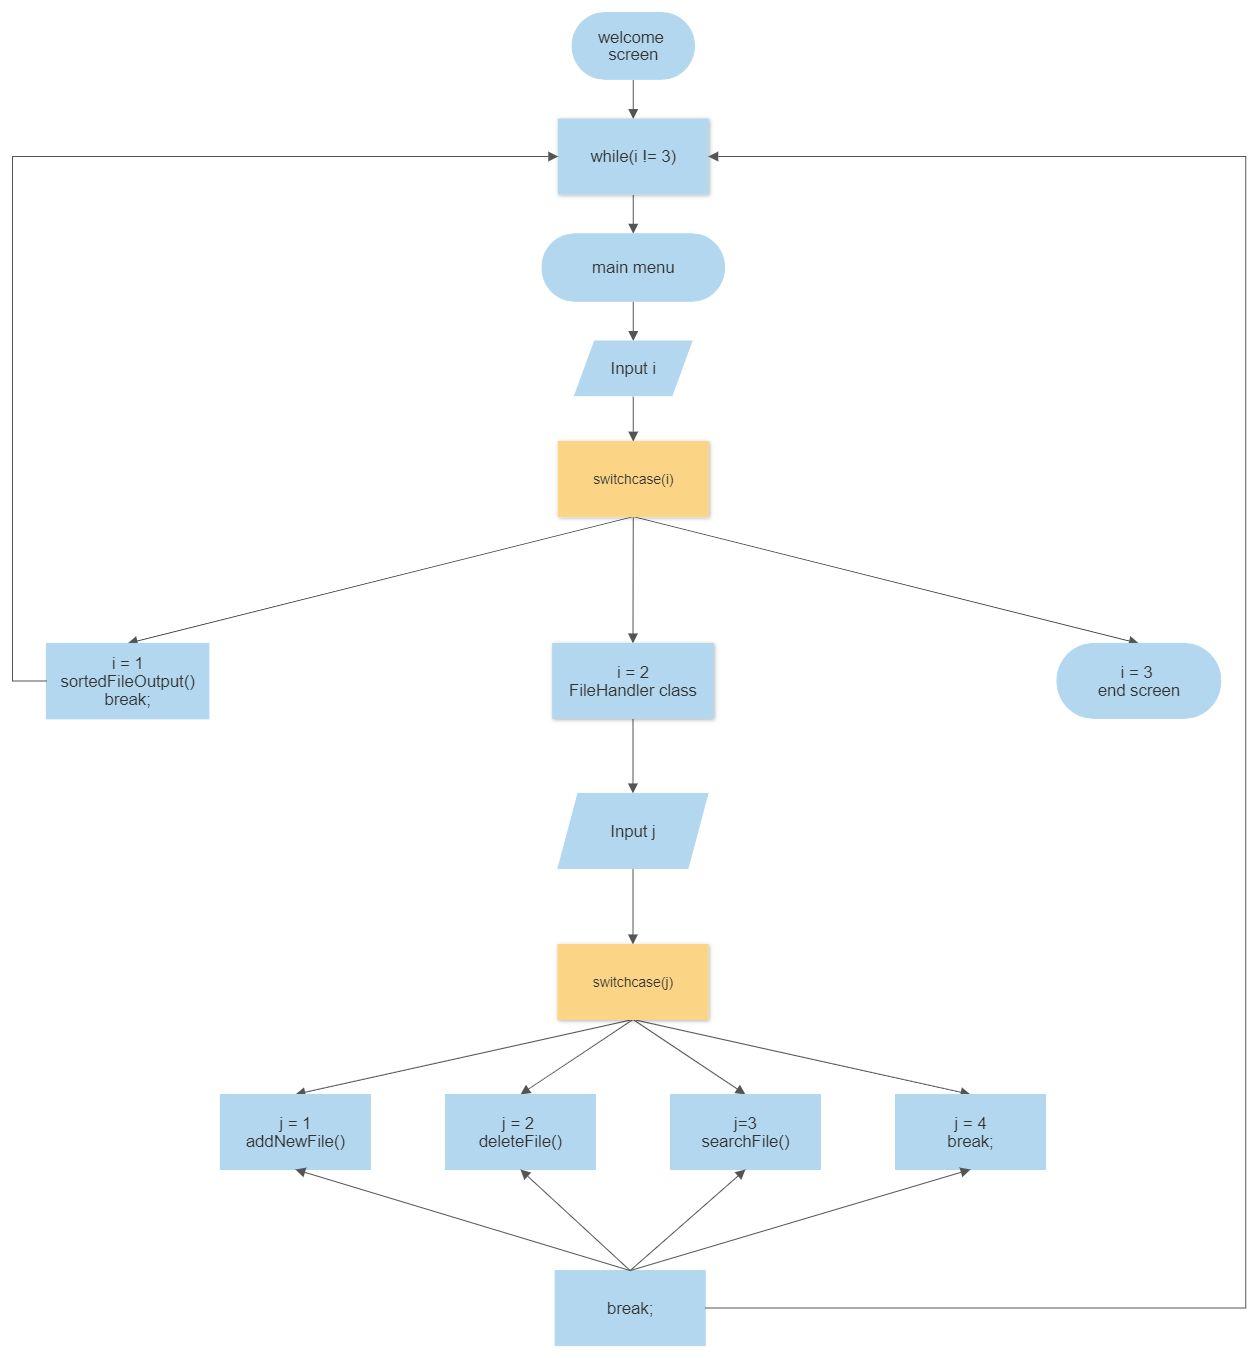 welcome
screen
while(i != 3)
main menu
Input i
switchcase(i)
i = 1
sortedFileOutput()
break;
i = 2
FileHandler class
i = 3
end screen
Input j
switchcase(j)
j = 1
addNewFile()
j = 2
deleteFile()
j=3
searchFile()
j = 4
break;
break;